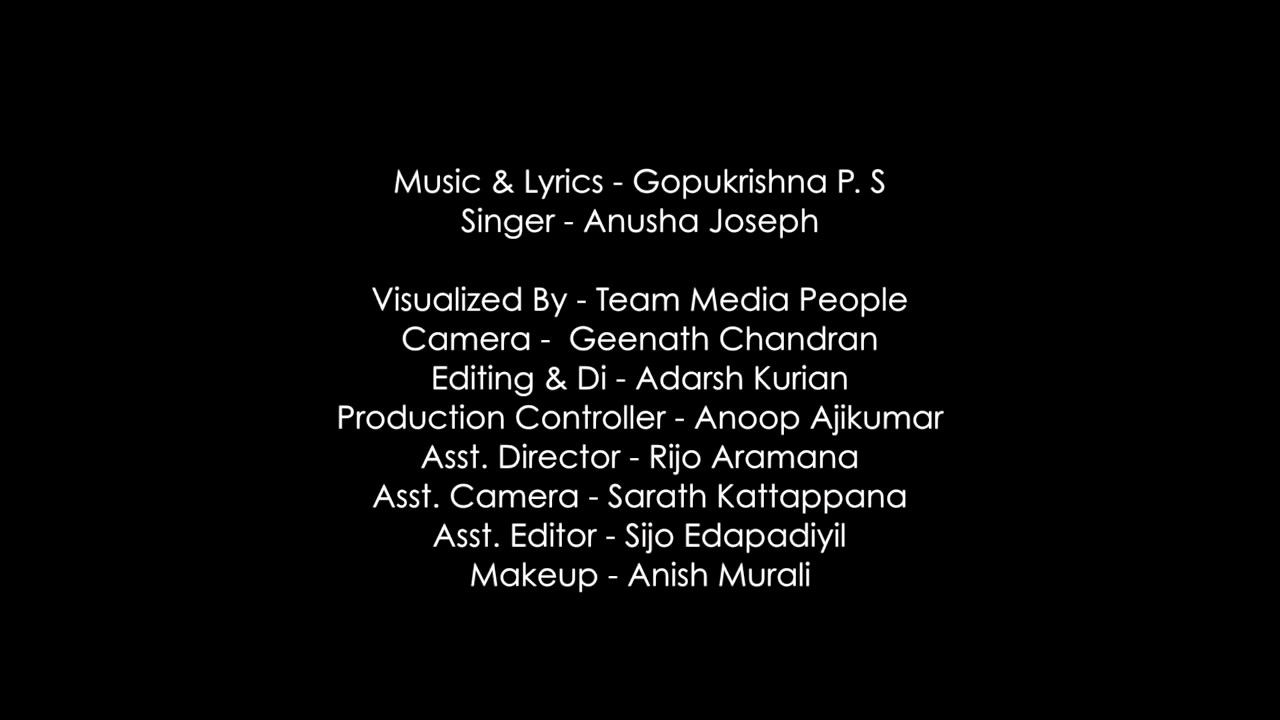 Music & Lyrics - Gopukrishna P. S
Singer - Anusha Joseph
Visualized By - Team Media People
Camera -  Geenath Chandran
Editing & Di - Adarsh Kurian
Production Controller - Anoop Ajikumar
Asst. Director - Rijo Aramana
Asst. Camera - Sarath Kattappana
Asst. Editor - Sijo Edapadiyil
Makeup - Anish Murali